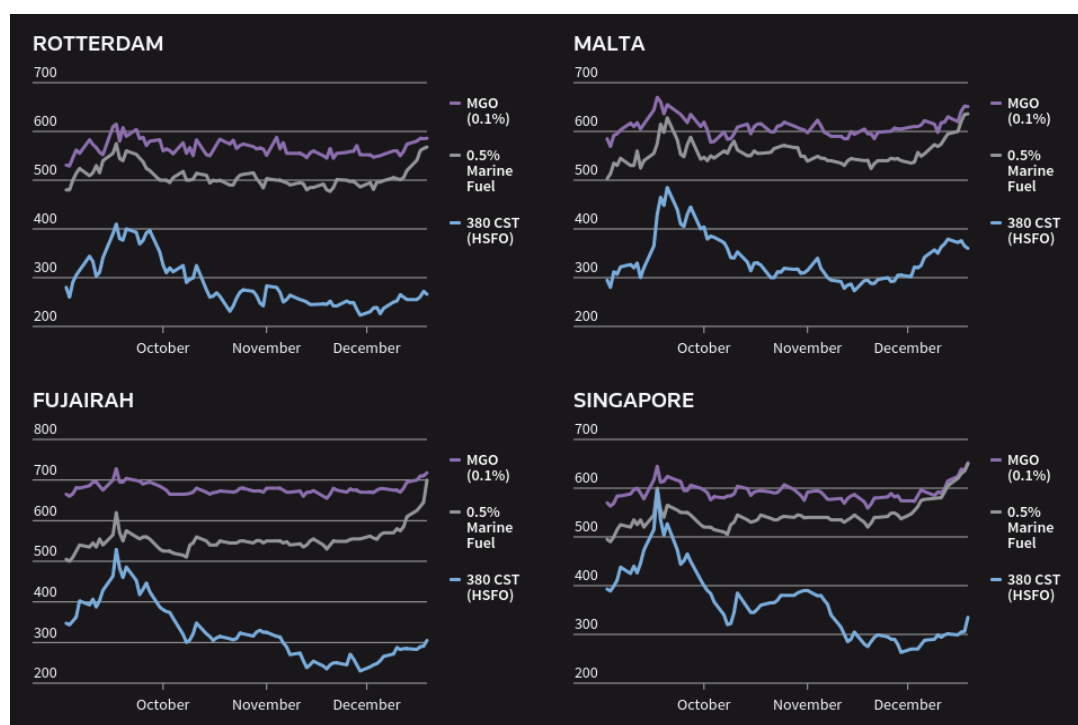 ROTTERDAM
700
600
500
400
300
200
October November December
MGO
(0.1%)
0.5%
Marine
Fuel
380 CST
(HSFO)
MALTA
700
600
500
400
300
200
October November December
MGO
(0.1%)
0.5%
Marine
Fuel
380 CST
(HSFO)
FUJAIRAH
800
700
600
500
400
300
200
October November December
MGO
(0.1%)
0.5%
Marine
Fuel
380 CST
(HSFO)
SINGAPORE
700
600
500
400
300
200
October November December
MGO
(0.1%)
0.5%
Marine
Fuel
380 CST
(HSFO)